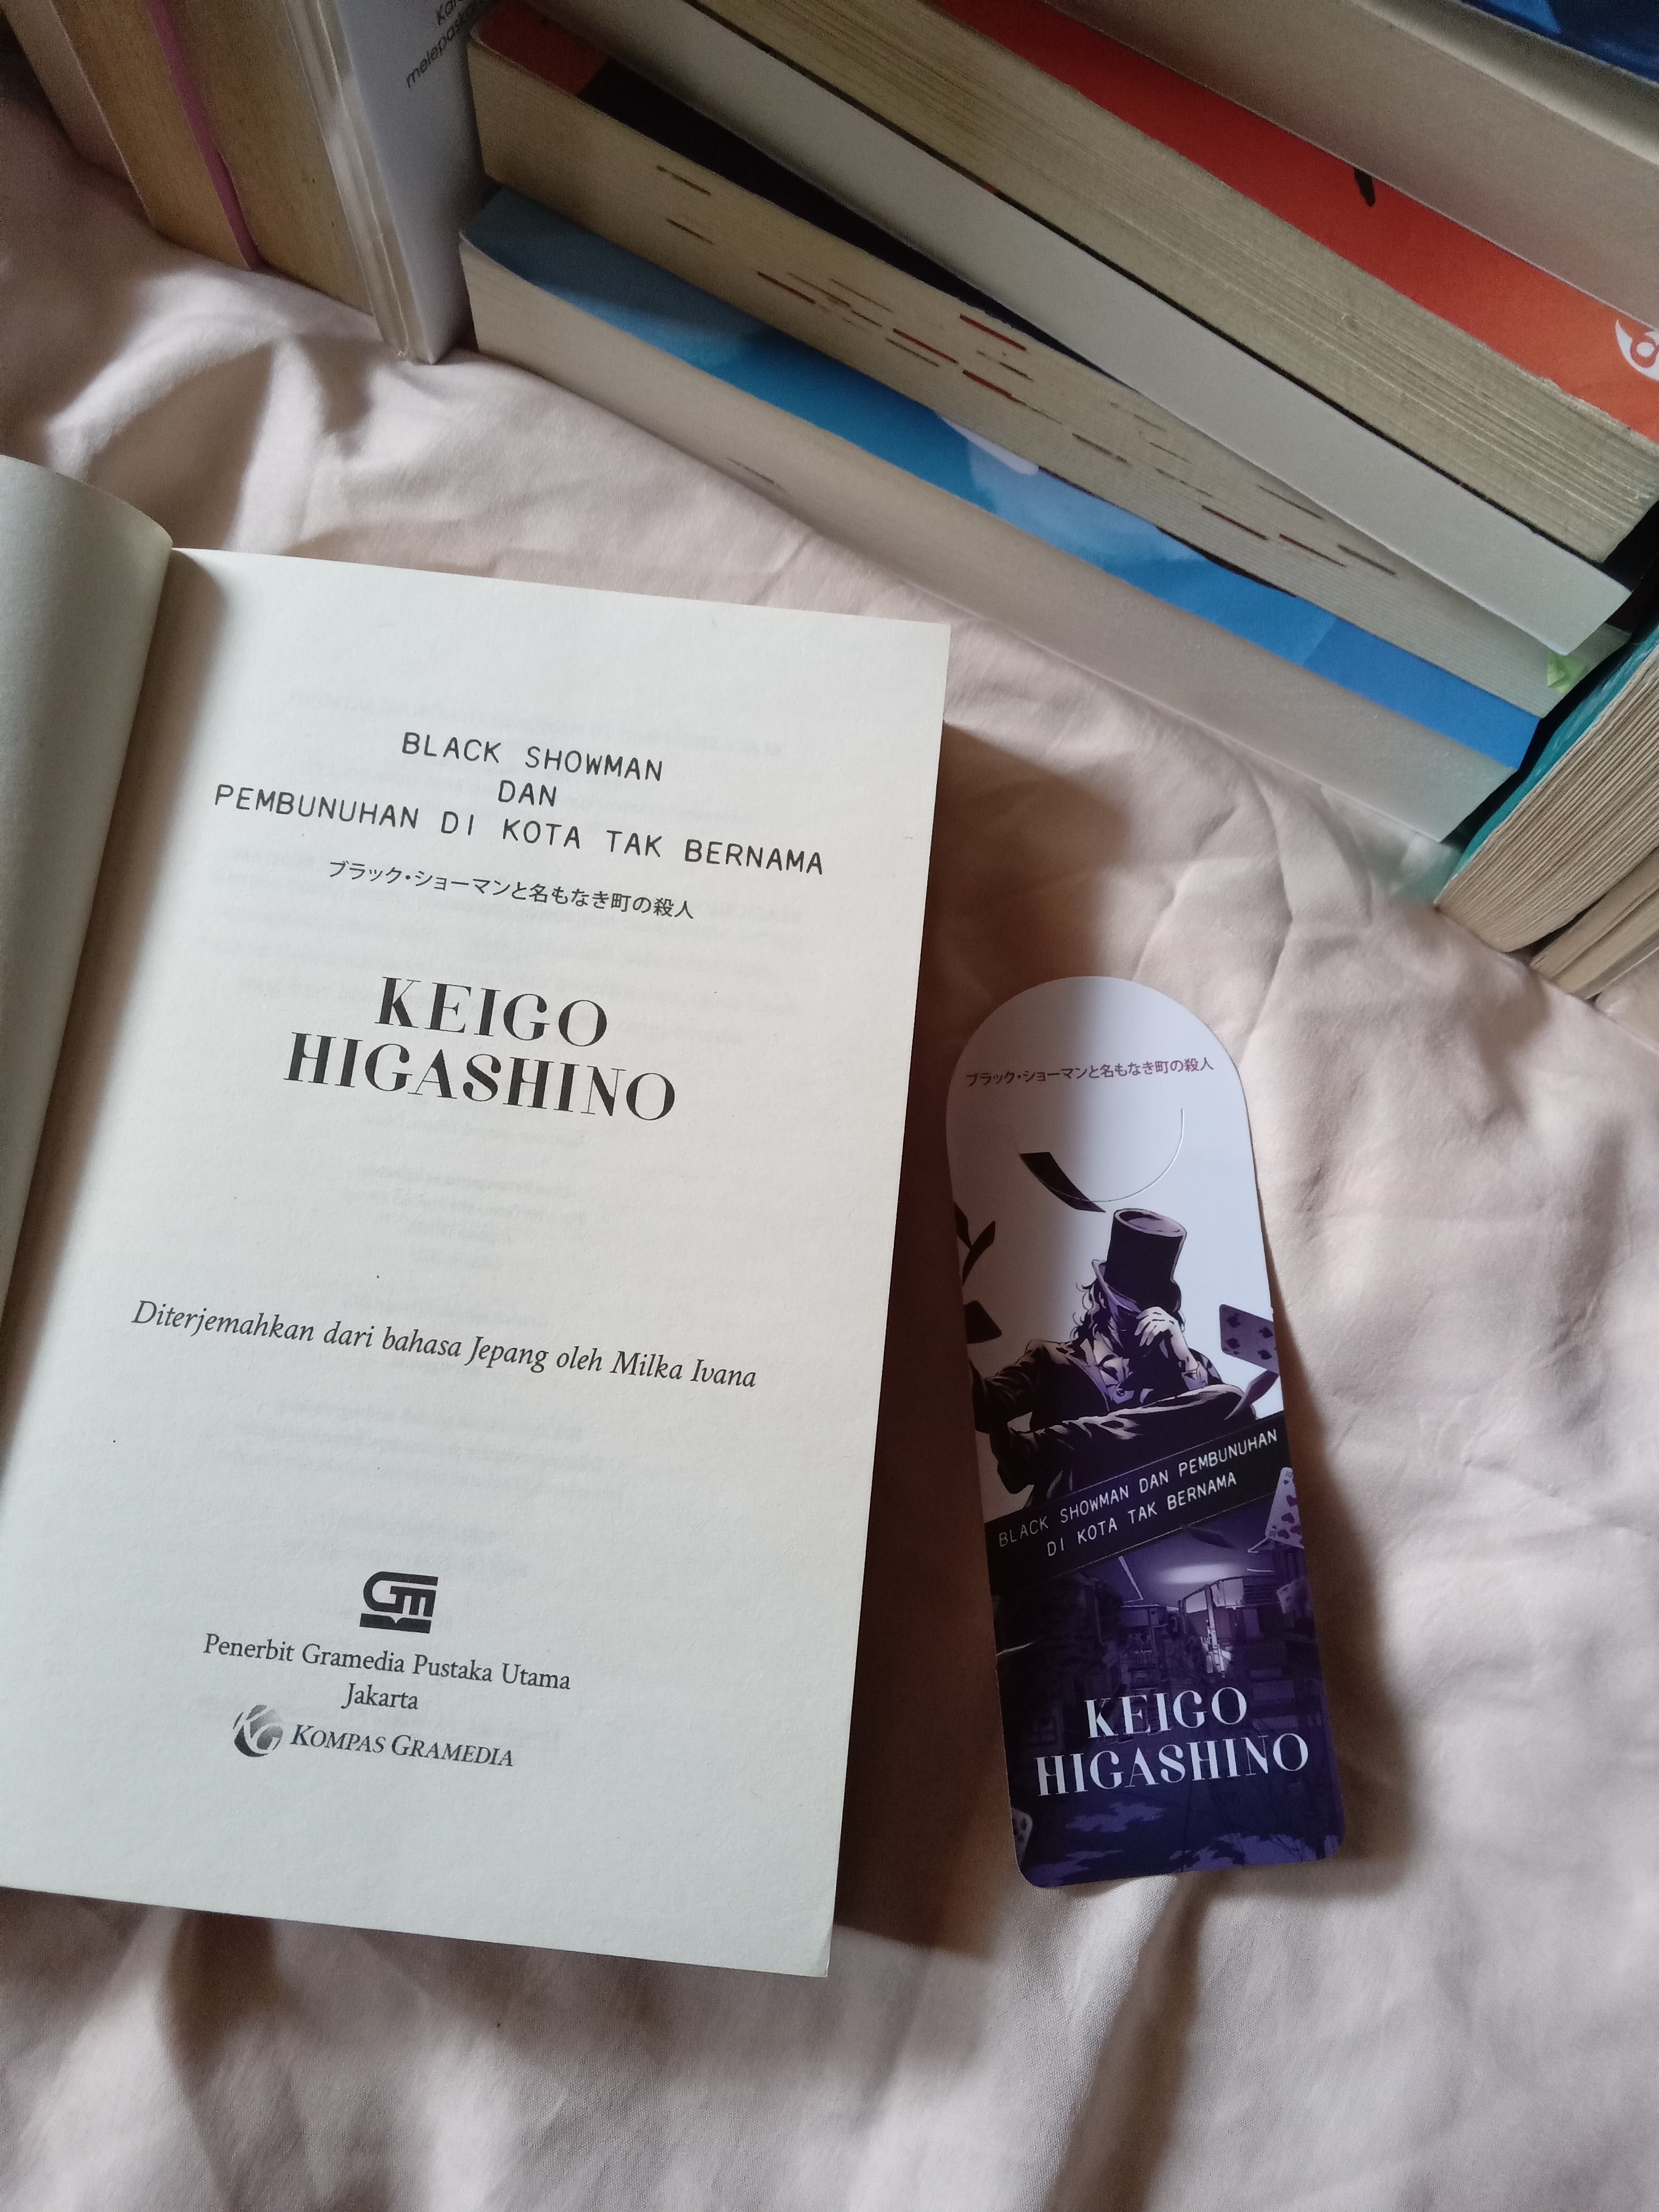 melepaska
BLACK SHOWMAN
DAN
PEMBUNUHAN DI KOTA TAK BERNAMA
ブラック・ショーマンと名もなき町の殺人
KEIGO
HIGASHINO
Diterjemahkan dari bahasa Jepang oleh Milka Ivana
Penerbit Gramedia Pustaka Utama
Jakarta
KG KOMPAS GRAMEDIA
ブラック・ショーマンと名もなき町の殺人
BLACK SHOWMAN DAN PEMBUNUHAN
DI KOTA TAK BERNAMA
KEIGO
HIGASHINO